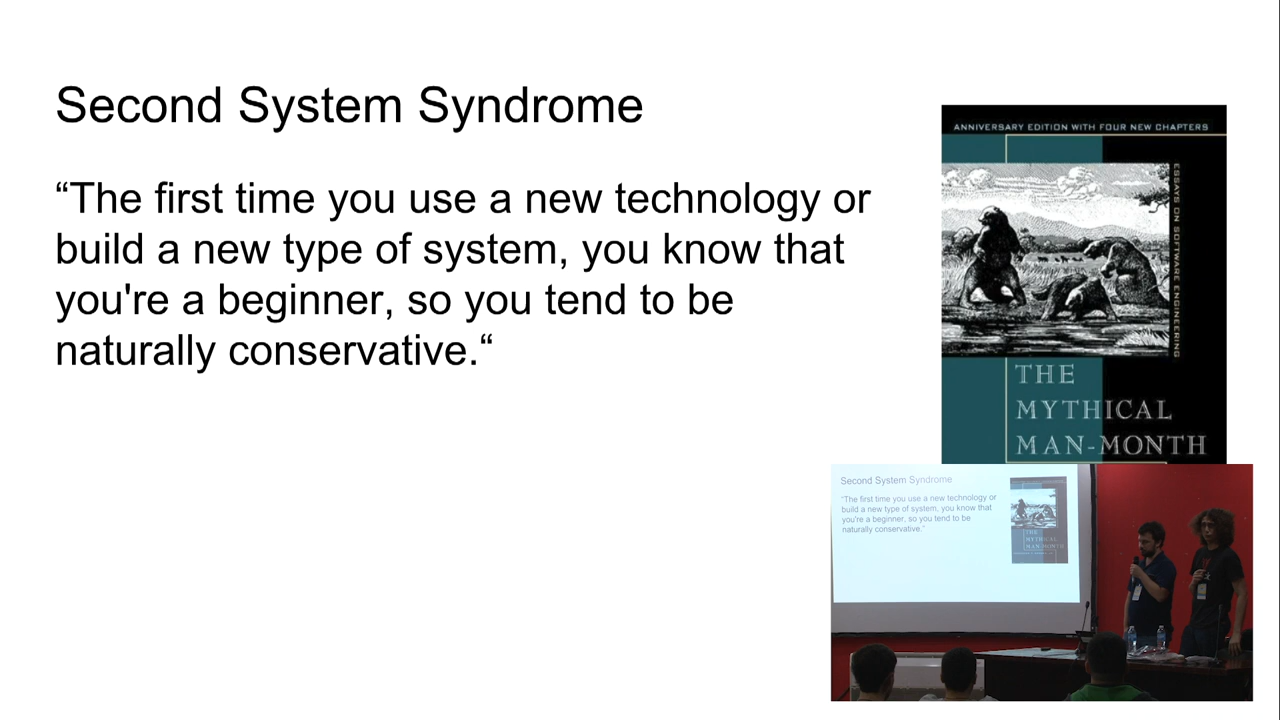 Second System Syndrome
“The first time you use a new technology or
build a new type of system, you know that
you're a beginner, so you tend to be
naturally conservative.“
ANNIVERSARY EDITION WITH FOUR NEW CHAPTERS
ESSAYS ON SOFTWARE ENGINEERING
THE
MYTHICAL
MAN-MONTH
Second System Syndrome
“The first time you use a new technology or
build a new type of system, you know that
you're a beginner, so you tend to be
naturally conservative.“
THE
MYTHICAL
MAN-MONTH